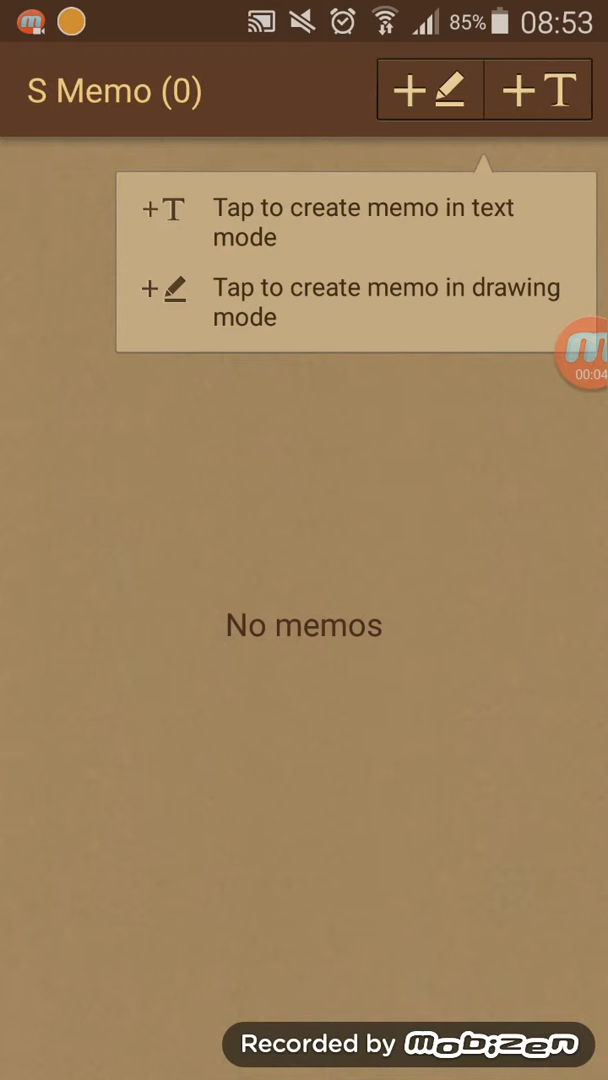 85% 08:53
S Memo (0)
+ +T
+T Tap to create memo in text
mode
+ Tap to create memo in drawing
mode
00:04
No memos
Recorded by mobizen